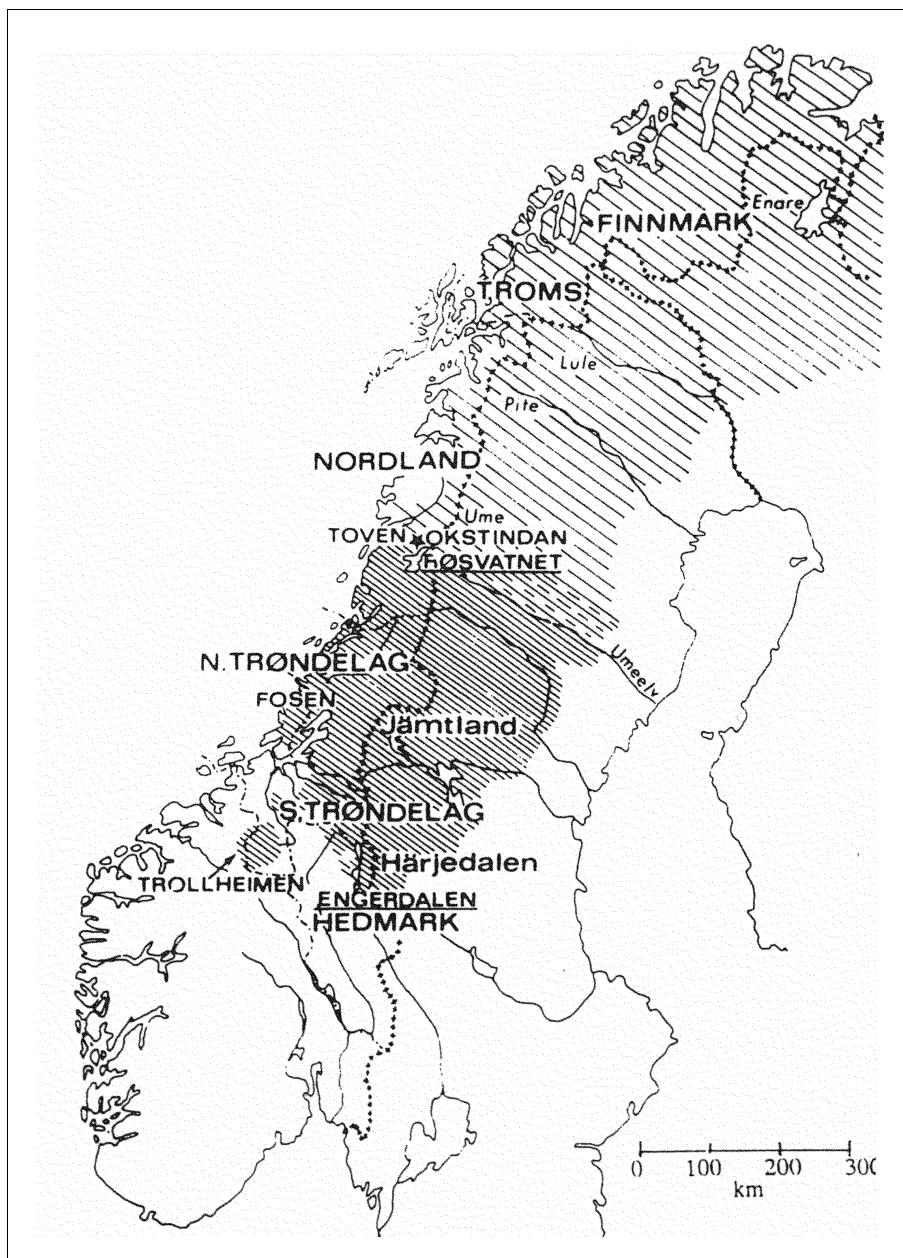 Enare
FINNMARK
TROMS
Lule
Pite
NORDLAND
Ume
TOVEN OKSTINDAN
RØSVATNET
Umeelv
N.TRØNDELAG
FOSEN
Jämtland
S.TRØNDELAG
Härjedalen
TROLLHEIMEN
ENGERDALEN
HEDMARK
0 100 200 300
km